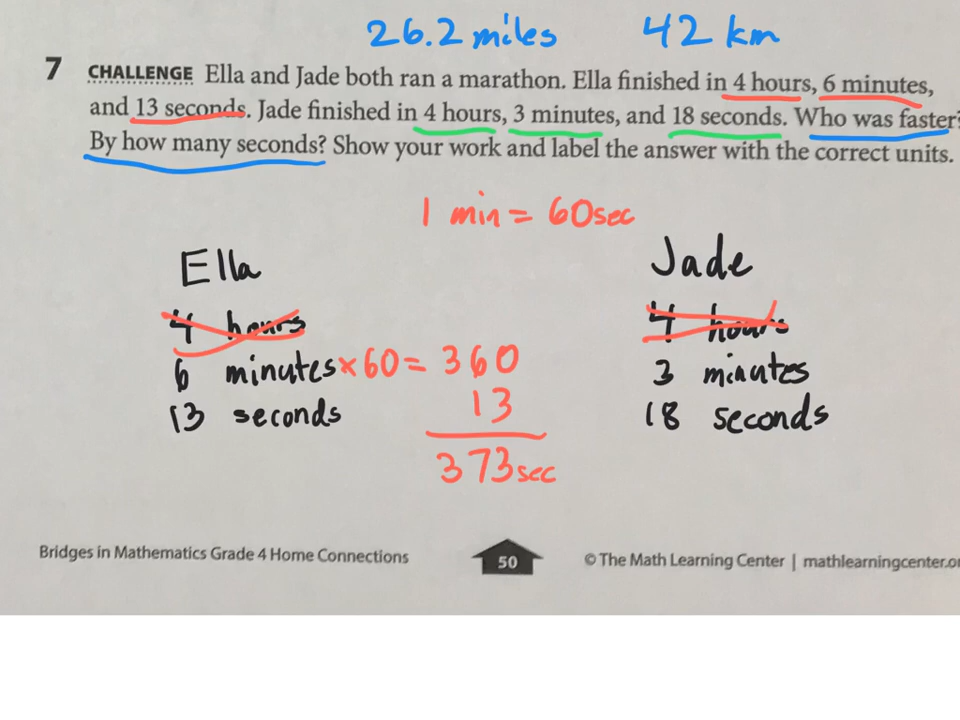 26.2 miles 42 km
7 CHALLENGE Ella and Jade both ran a marathon. Ella finished in 4 hours, 6 minutes,
and 13 seconds. Jade finished in 4 hours, 3 minutes, and 18 seconds. Who was faster?
By how many seconds? Show your work and label the answer with the correct units.
1 min = 60sec
Ella Jade
4 hours 4 hours
6 minutes x 60 = 360 3 minutes
13 seconds 13 18 seconds
373 sec
Bridges in Mathematics Grade 4 Home Connections 50 © The Math Learning Center | mathlearningcenter.o